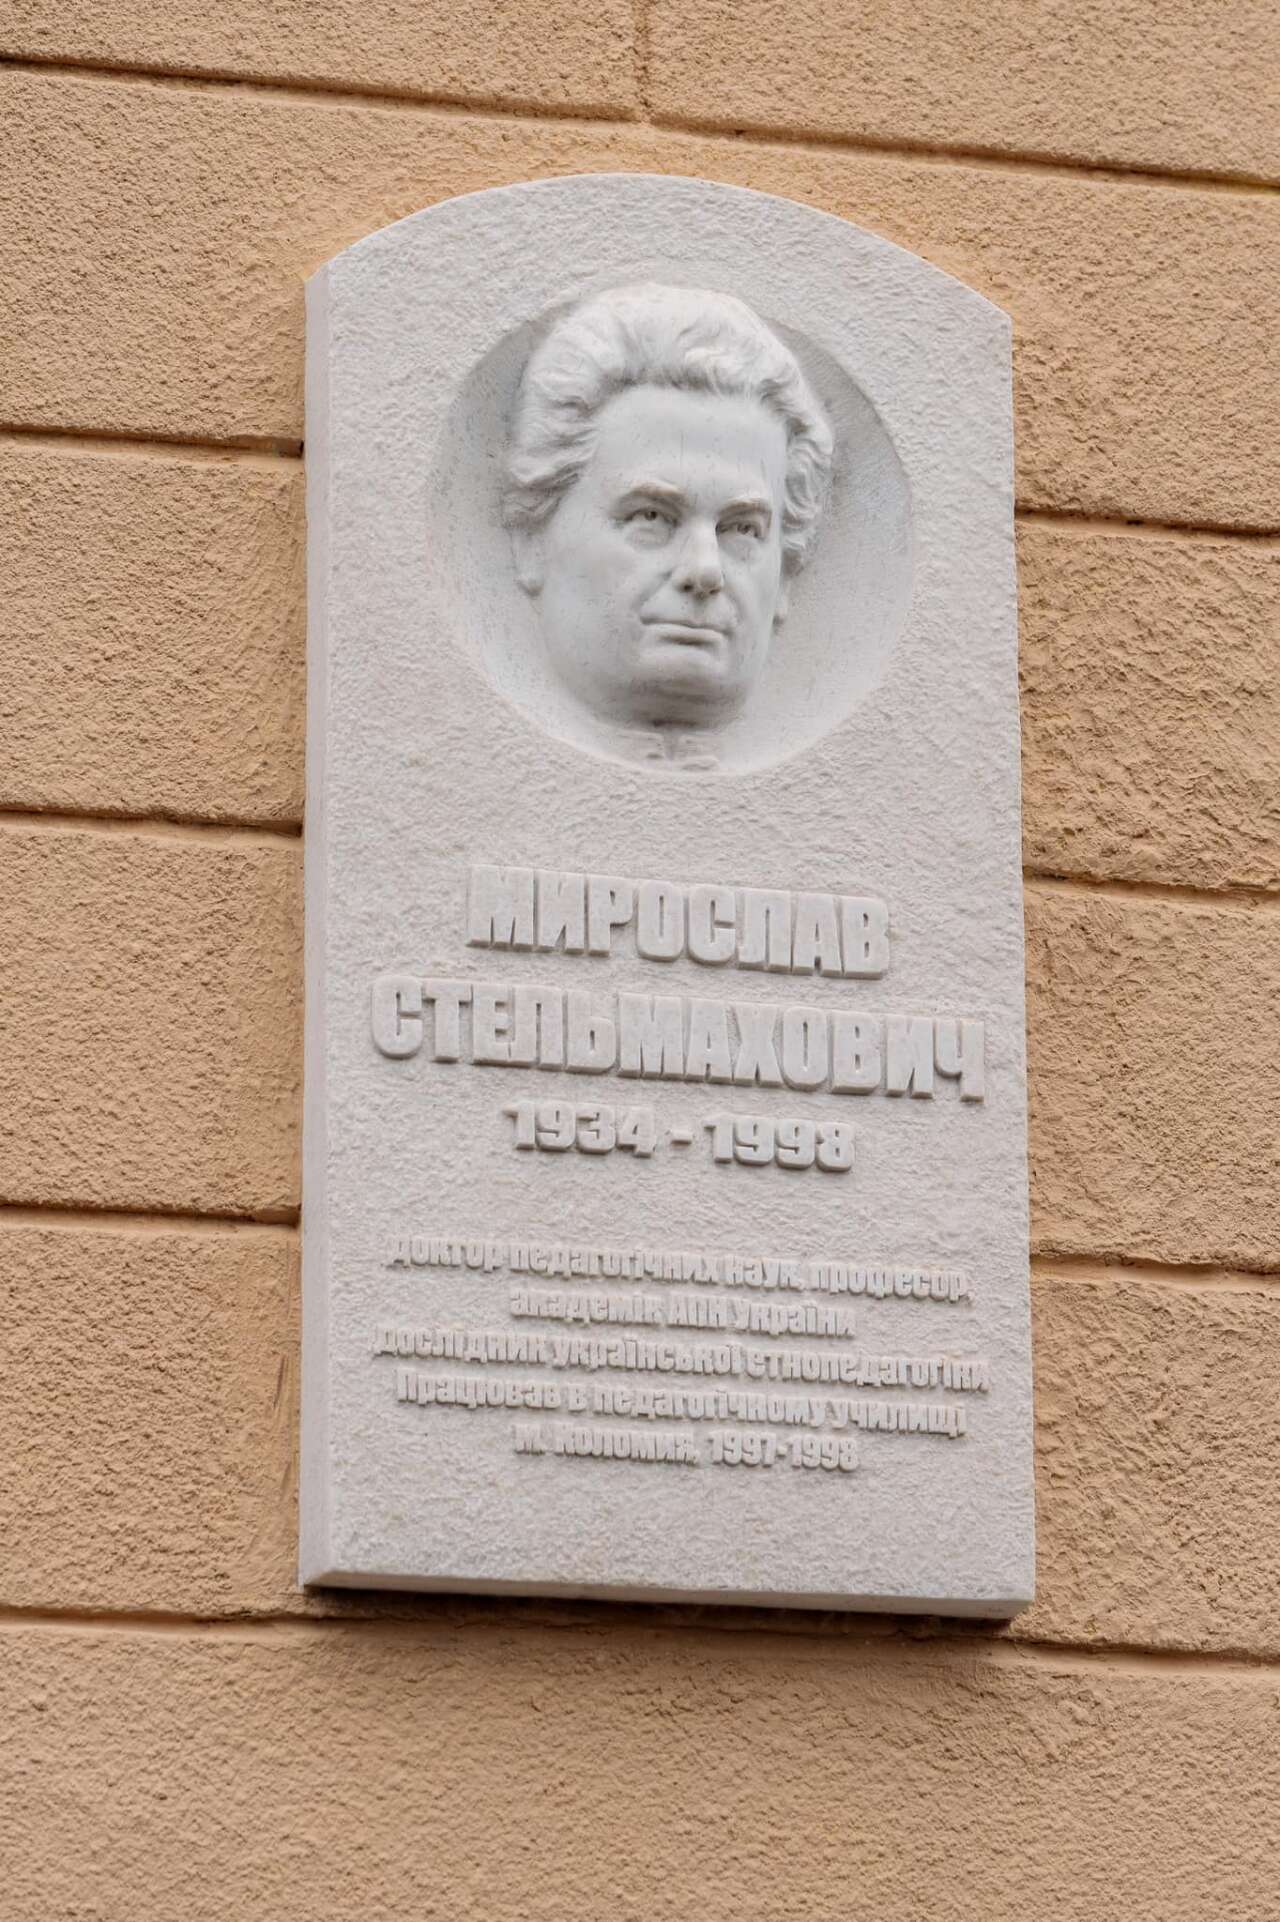 МИРОСЛАВ
СТЕЛЬМАХОВИЧ
1934 - 1998
доктор педагогічних наук, професор,
академік АПН України
дослідник української етнопедагогіки
Працював в педагогічному училищі
м. Коломия, 1997-1998